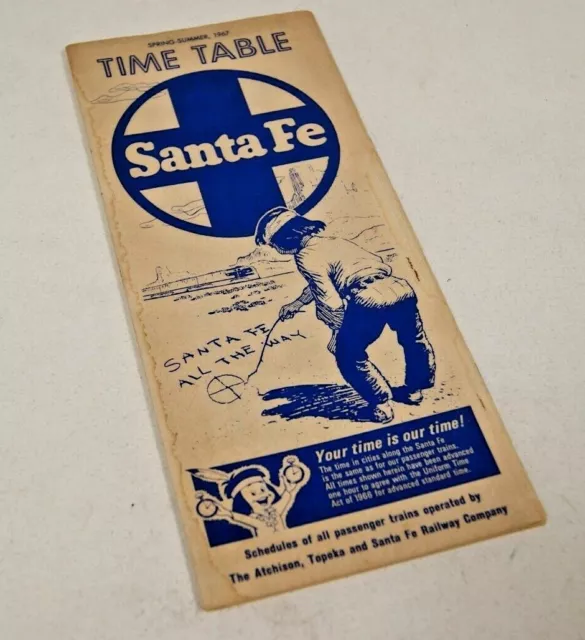 SPRING-SUMMER, 1967
TIME TABLE
Santa Fe
SANTA FE
ALL THE WAY
Your time is our time!
The time in cities along the Santa Fe
is the same as for our passenger trains.
All times shown herein have been advanced
one hour to agree with the Uniform Time
Act of 1966 for advanced standard time.
Schedules of all passenger trains operated by
The Atchison, Topeka and Santa Fe Railway Company